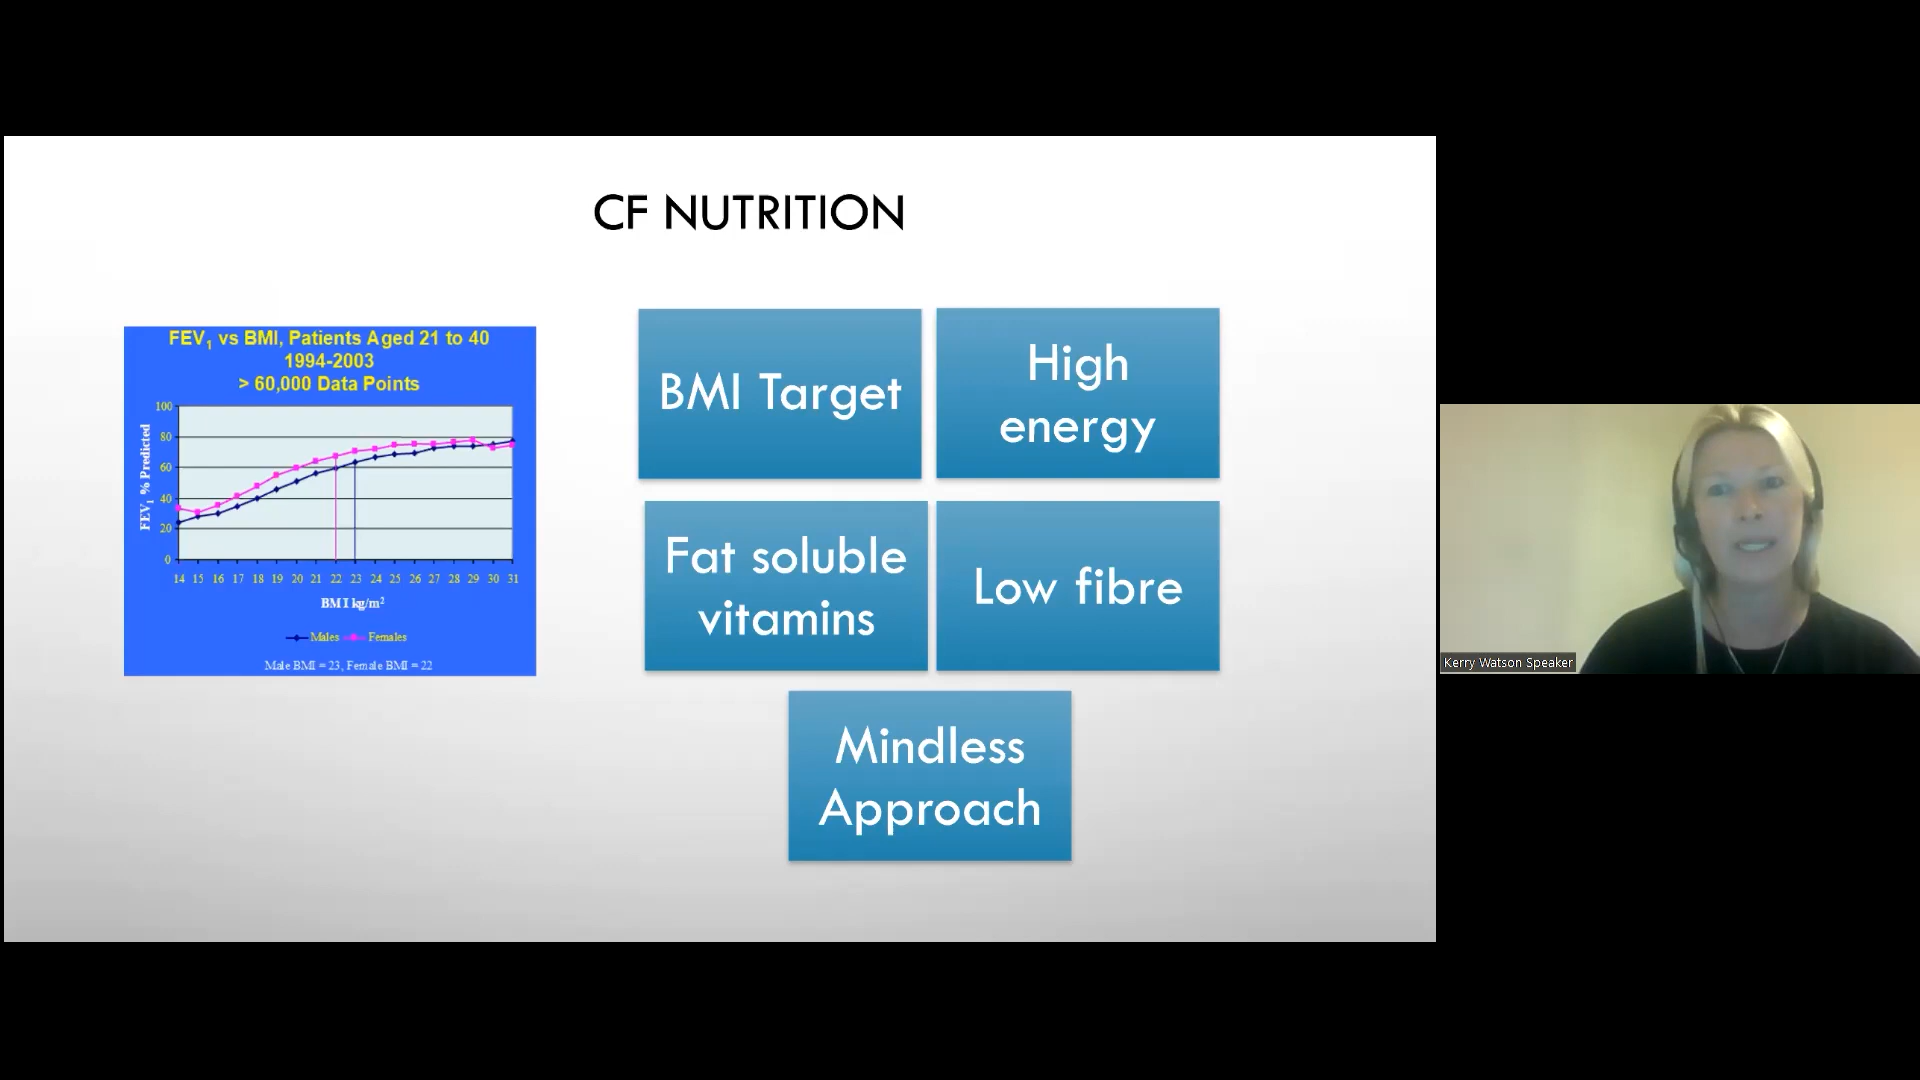 CF NUTRITION
FEV1 vs BMI, Patients Aged 21 to 40
1994-2003
> 60,000 Data Points
FEV1 % Predicted
100
80
60
40
20
0
14 15 16 17 18 19 20 21 22 23 24 25 26 27 28 29 30 31
BMI kg/m²
Males Females
Male BMI = 23, Female BMI = 22
BMI Target
High
energy
Fat soluble
vitamins
Low fibre
Mindless
Approach
Kerry Watson Speaker